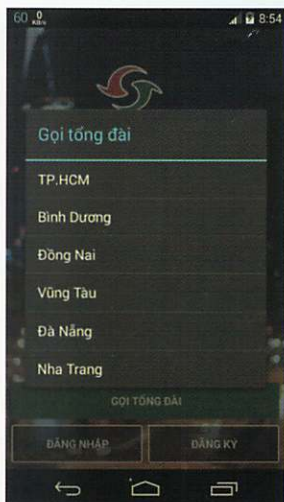 60 0 KB/s 8:54
Gọi tổng đài
TP.HCM
Bình Dương
Đồng Nai
Vũng Tàu
Đà Nẵng
Nha Trang
GỌI TỔNG ĐÀI
ĐĂNG NHẬP ĐĂNG KÝ